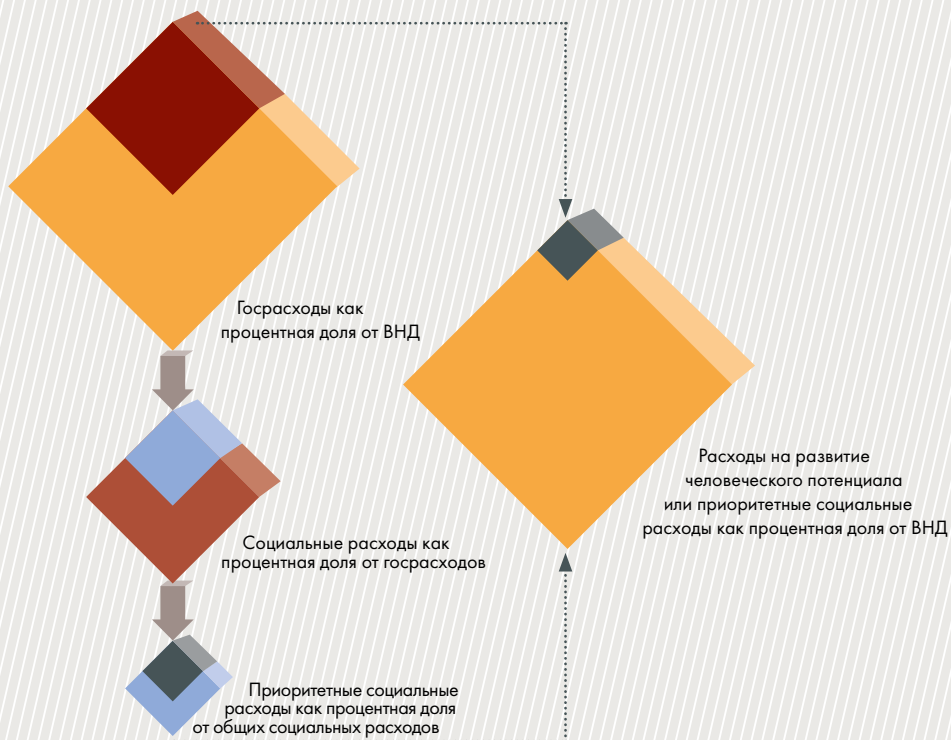 Госрасходы как
процентная доля от ВНД
Социальные расходы как
процентная доля от госрасходов
Приоритетные социальные
расходы как процентная доля
от общих социальных расходов
Расходы на развитие
человеческого потенциала
или приоритетные социальные
расходы как процентная доля от ВНД